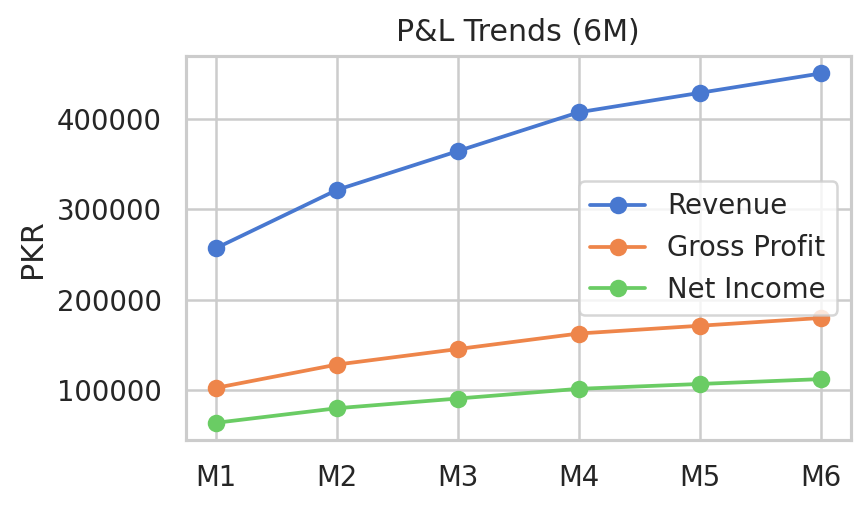 P&L Trends (6M)
PKR
400000
300000
200000
100000
Revenue
Gross Profit
Net Income
M1 M2 M3 M4 M5 M6